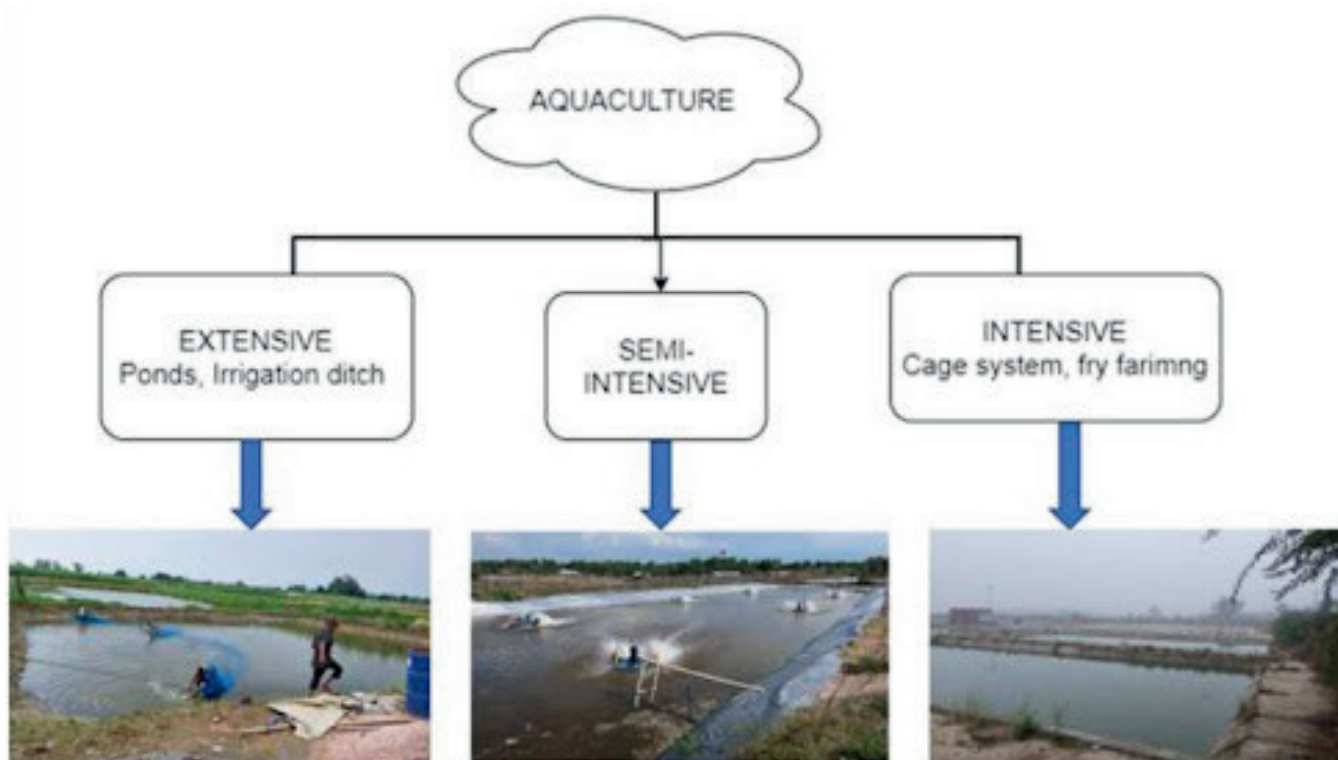 AQUACULTURE
EXTENSIVE
Ponds, Irrigation ditch
SEMI-
INTENSIVE
INTENSIVE
Cage system, fry farimng